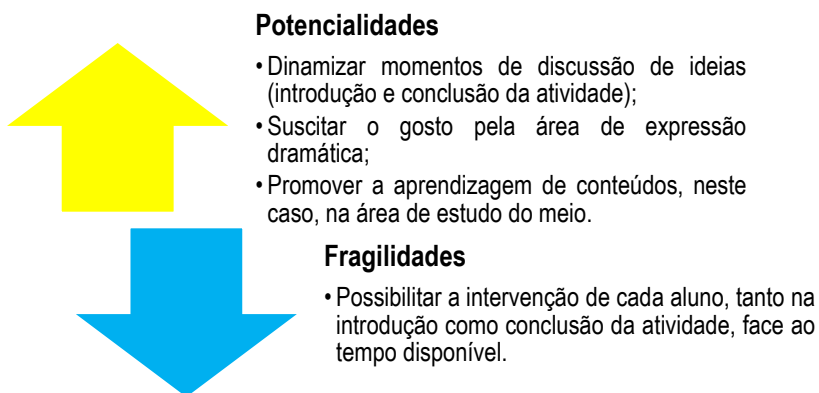 Potencialidades
• Dinamizar momentos de discussão de ideias
(introdução e conclusão da atividade);
• Suscitar o gosto pela área de expressão
dramática;
• Promover a aprendizagem de conteúdos, neste
caso, na área de estudo do meio.
Fragilidades
• Possibilitar a intervenção de cada aluno, tanto na
introdução como conclusão da atividade, face ao
tempo disponível.